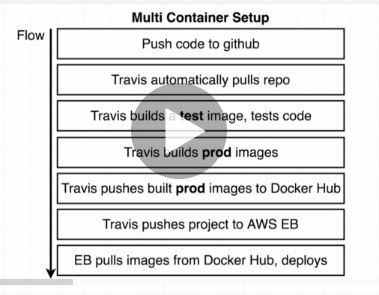 Multi Container Setup
Flow
Push code to github
Travis automatically pulls repo
Travis builds a test image, tests code
Travis builds prod images
Travis pushes built prod images to Docker Hub
Travis pushes project to AWS EB
EB pulls images from Docker Hub, deploys